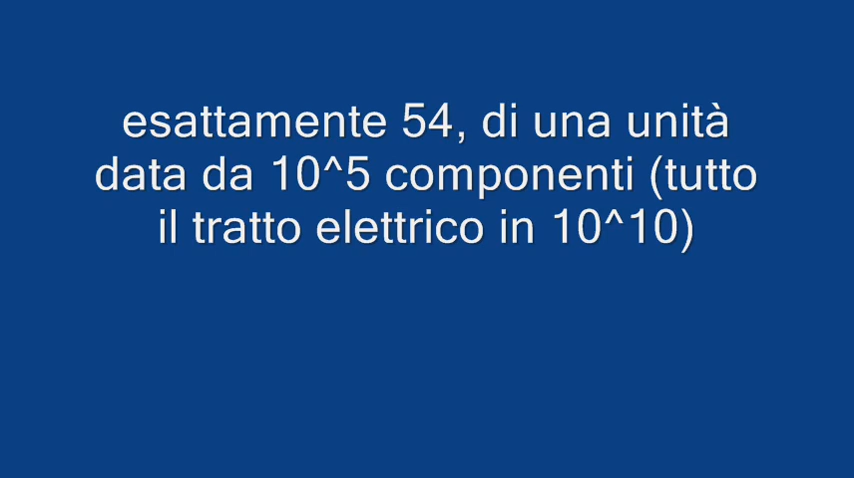 esattamente 54, di una unità
data da 10^5 componenti (tutto
il tratto elettrico in 10^10)